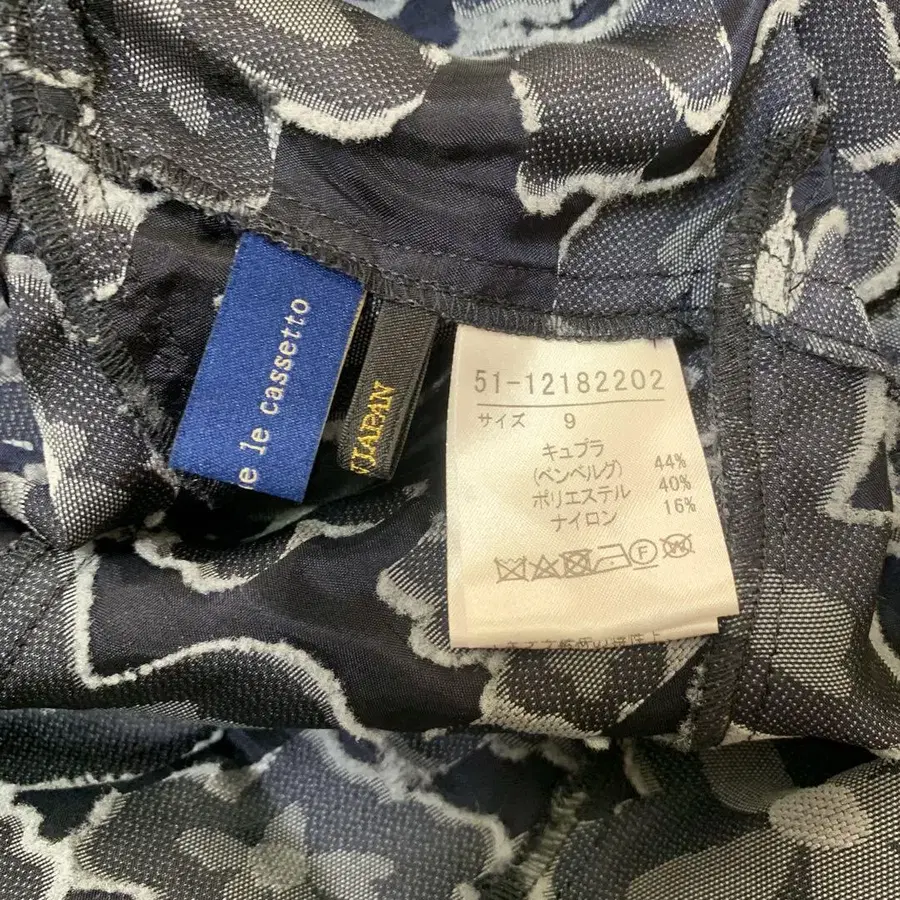 e le cassetto
JAPAN
51-12182202
サイズ 9
キュプラ
(ベンベルグ) 44%
ポリエステル 40%
ナイロン 16%
F